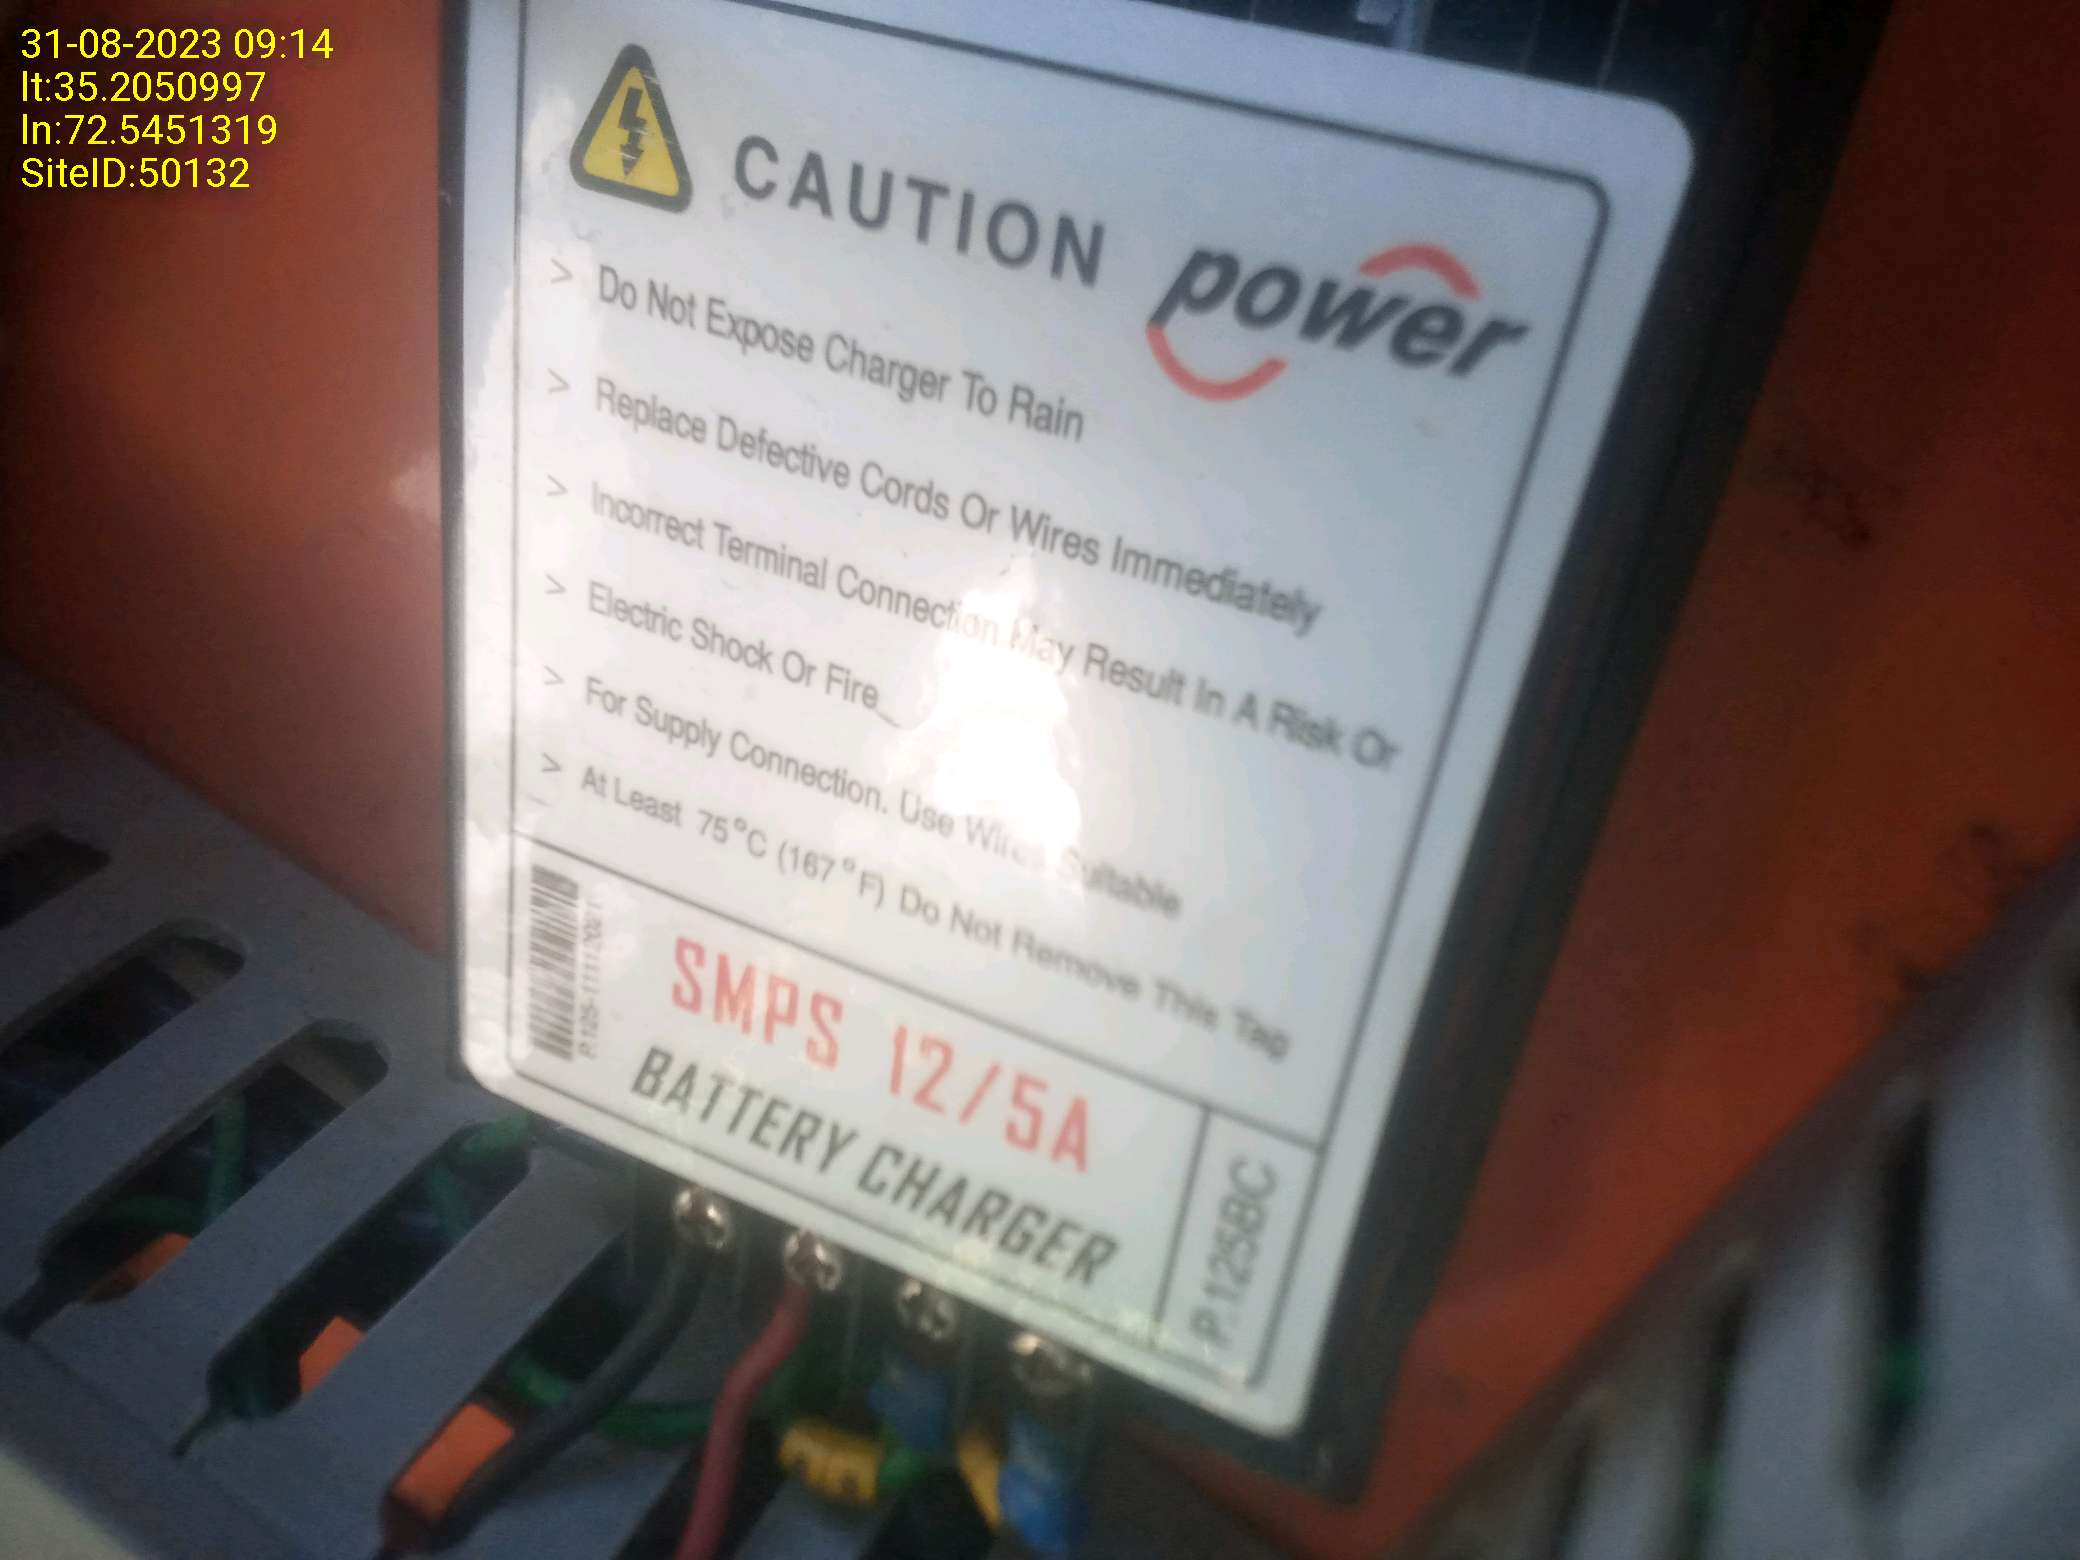 31-08-2023 09:14
lt:35.2050997
ln:72.5451319
SiteID:50132
CAUTION
power
> Do Not Expose Charger To Rain
> Replace Defective Cords Or Wires Immediately
> Incorrect Terminal Connection May Result In A Risk Or
> Electric Shock Or Fire_
> For Supply Connection. Use Wires Suitable
> At Least 75°C (167°F) Do Not Remove This Tag
SMPS 12/5A
BATTERY CHARGER
P.125BC